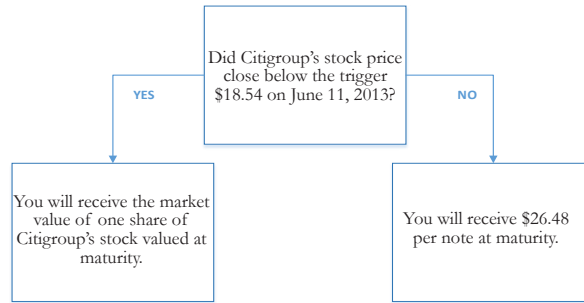 Did Citigroup's stock price
close below the trigger
$18.54 on June 11, 2013?
YES
NO
You will receive the market
value of one share of
Citigroup's stock valued at
maturity.
You will receive $26.48
per note at maturity.